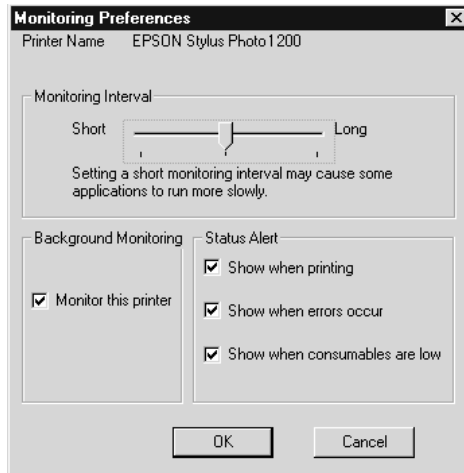 Monitoring Preferences
Printer Name EPSON Stylus Photo1200
Monitoring Interval
Short Long
Setting a short monitoring interval may cause some
applications to run more slowly.
Background Monitoring
Monitor this printer
Status Alert
Show when printing
Show when errors occur
Show when consumables are low
OK Cancel